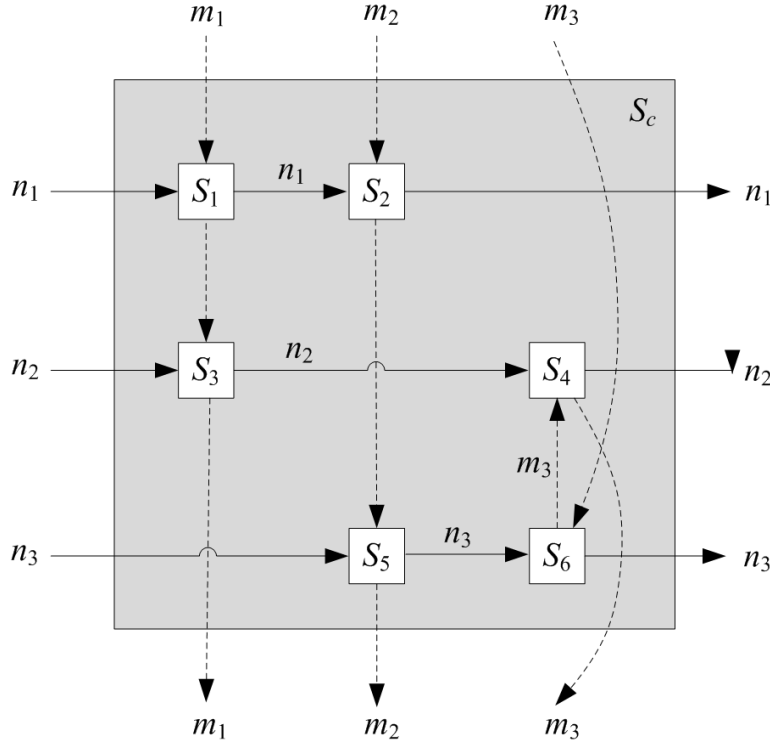 m₁ m₂ m₃
S_c
n₁ S₁ n₁ S₂ n₁
n₂ S₃ n₂ S₄ n₂
m₃
n₃ S₅ n₃ S₆ n₃
m₁ m₂ m₃